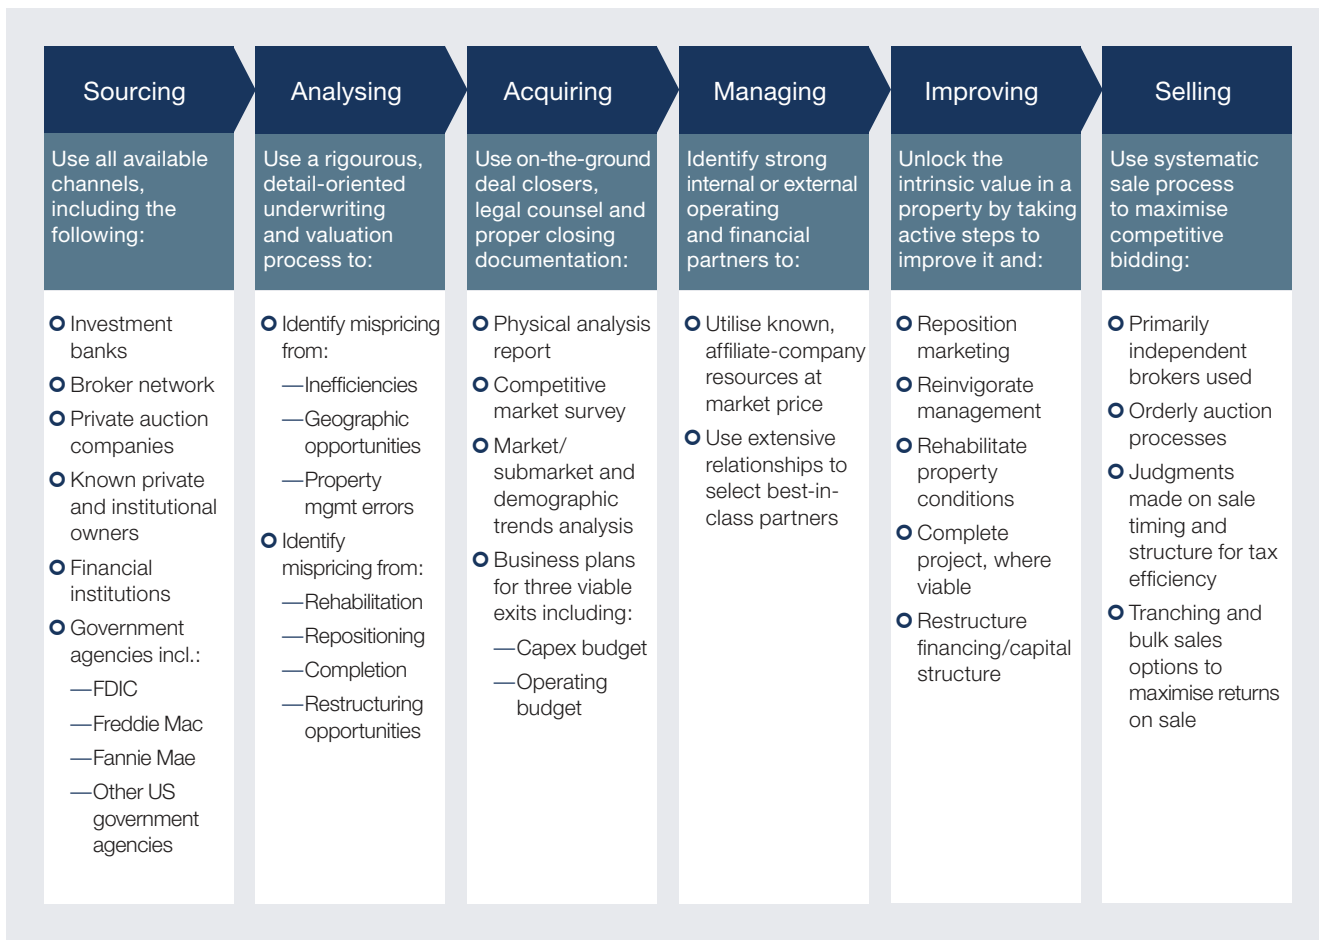 Sourcing
Use all available
channels,
including the
following:
Investment
banks
Broker network
Private auction
companies
Known private
and institutional
owners
Financial
institutions
Government
agencies incl.:
—FDIC
—Freddie Mac
—Fannie Mae
—Other US
government
agencies
Analysing
Use a rigourous,
detail-oriented
underwriting
and valuation
process to:
Identify mispricing
from:
—Inefficiencies
—Geographic
opportunities
—Property
mgmt errors
Identify
mispricing from:
—Rehabilitation
—Repositioning
—Completion
—Restructuring
opportunities
Acquiring
Use on-the-ground
deal closers,
legal counsel and
proper closing
documentation:
Physical analysis
report
Competitive
market survey
Market/
submarket and
demographic
trends analysis
Business plans
for three viable
exits including:
—Capex budget
—Operating
budget
Managing
Identify strong
internal or external
operating
and financial
partners to:
Utilise known,
affiliate-company
resources at
market price
Use extensive
relationships to
select best-in-
class partners
Improving
Unlock the
intrinsic value in a
property by taking
active steps to
improve it and:
Reposition
marketing
Reinvigorate
management
Rehabilitate
property
conditions
Complete
project, where
viable
Restructure
financing/capital
structure
Selling
Use systematic
sale process
to maximise
competitive
bidding:
Primarily
independent
brokers used
Orderly auction
processes
Judgments
made on sale
timing and
structure for tax
efficiency
Tranching and
bulk sales
options to
maximise returns
on sale